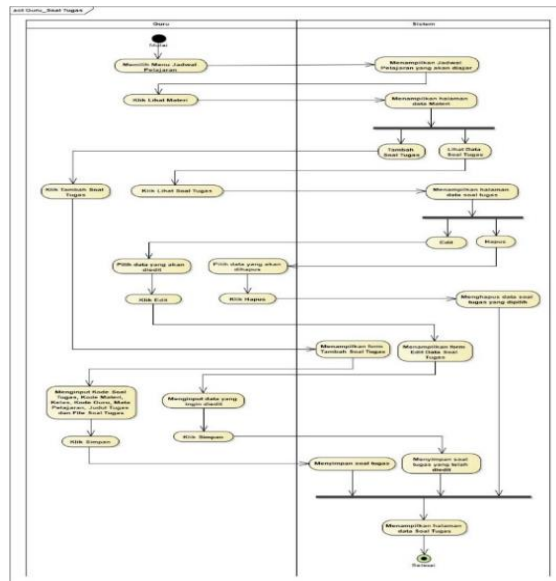 act Guru_Soal Tugas
Guru
Sistem
Mulai
Memilih Menu Jadwal
Pelajaran
Menampilkan Jadwal
Pelajaran yang akan diajar
Klik Lihat Materi
Menampilkan halaman
data Materi
Tambah
Soal Tugas
Lihat Data
Soal Tugas
Klik Tambah Soal
Tugas
Klik Lihat Soal Tugas
Menampilkan halaman
data soal tugas
Edit
Hapus
Pilih data yang akan
diedit
Pilih data yang akan
dihapus
Klik Edit
Klik Hapus
Menghapus data soal
tugas yang dipilih
Menampilkan form
Tambah Soal Tugas
Menampilkan form
Edit Data Soal
Tugas
Menginput Kode Soal
Tugas, Kode Materi,
Kelas, Kode Guru, Mata
Pelajaran, Judul Tugas
dan File Soal Tugas
Menginput data yang
ingin diedit
Klik Simpan
Klik Simpan
Menyimpan soal tugas
Menyimpan soal
tugas yang telah
diedit
Menampilkan halaman
data Soal Tugas
Selesai